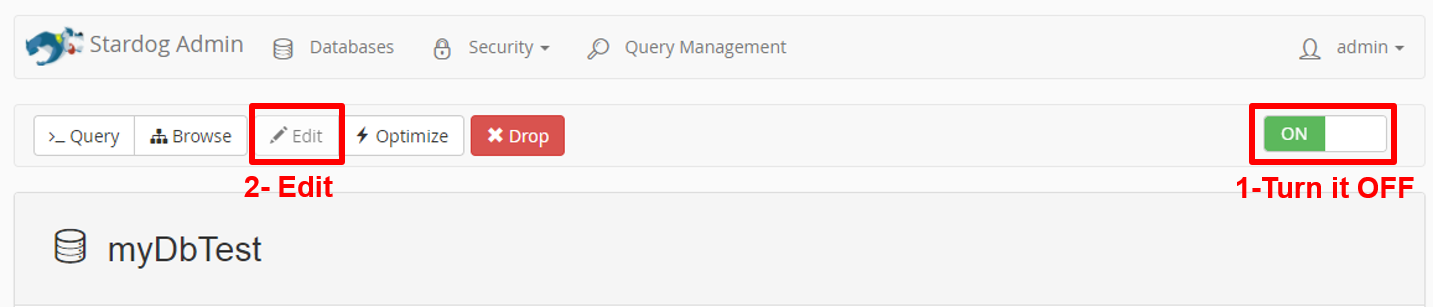 Stardog Admin Databases Security Query Management admin
>_ Query Browse Edit Optimize Drop ON
2- Edit 1-Turn it OFF
myDbTest